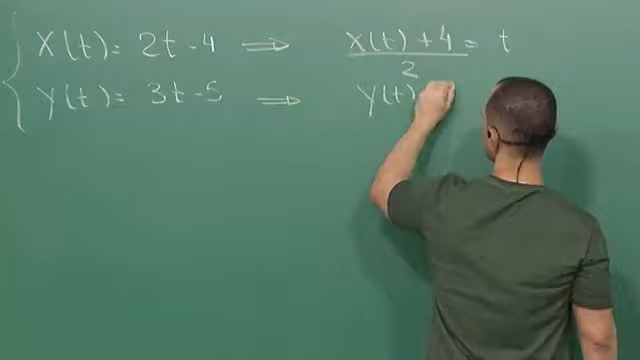 x(t) = 2t - 4 ⟹ (x(t) + 4)/2 = t
y(t) = 3t - 5 ⟹ y(t)